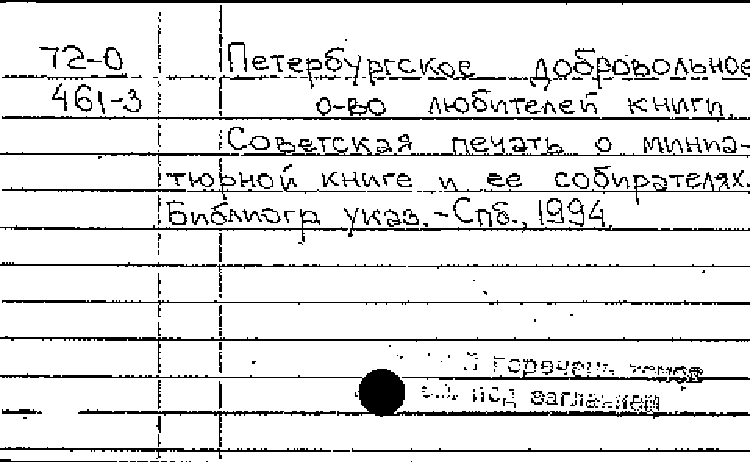 72-0
461-3
Петербургское добровольное
о-во любителей книги.
Советская печать о миниа-
тюрной книге и ее собирателях.
Библиогр указ.-Спб., 1994.
под заглавием